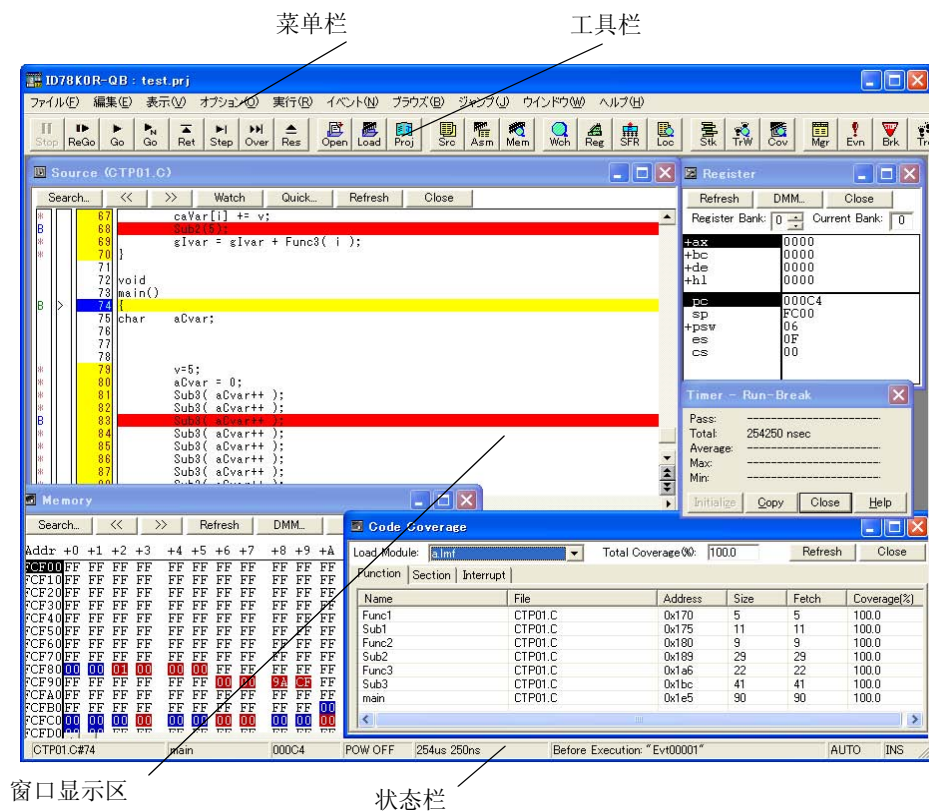 菜单栏
工具栏
ID78K0R-QB : test.prj
ファイル(F) 編集(E) 表示(V) オプション(O) 実行(R) イベント(N) ブラウズ(B) ジャンプ(J) ウインドウ(W) ヘルプ(H)
Stop ReGo Go Go Ret Step Over Res Open Load Proj Src Asm Mem Wch Reg SFR Loc Stk TrW Cov Mgr Evn Brk
Source (CTP01.C)
Search... << >> Watch Quick... Refresh Close
* 67 caVar[i] += v;
B 68 Sub2(5);
* 69 gIvar = gIvar + Func3( i );
* 70 }
71
72 void
73 main()
B > 74 {
75 char aCvar;
76
77
78
* 79 v=5;
* 80 aCvar = 0;
* 81 Sub3( aCvar++ );
* 82 Sub3( aCvar++ );
B 83 Sub3( aCvar++ );
* 84 Sub3( aCvar++ );
* 85 Sub3( aCvar++ );
* 86 Sub3( aCvar++ );
* 87 Sub3( aCvar++ );
Register
Refresh DMM... Close
Register Bank: 0 Current Bank: 0
+ax 0000
+bc 0000
+de 0000
+hl 0000
pc 000C4
sp FC00
+psw 06
es 0F
cs 00
Timer - Run-Break
Pass:
Total: 254250 nsec
Average:
Max:
Min:
Initialize Copy Close Help
Memory
Search... << >> Refresh DMM...
Addr +0 +1 +2 +3 +4 +5 +6 +7 +8 +9 +A
FCF00 FF FF FF FF FF FF FF FF FF FF FF
FCF10 FF FF FF FF FF FF FF FF FF FF FF
FCF20 FF FF FF FF FF FF FF FF FF FF FF
FCF30 FF FF FF FF FF FF FF FF FF FF FF
FCF40 FF FF FF FF FF FF FF FF FF FF FF
FCF50 FF FF FF FF FF FF FF FF FF FF FF
FCF60 FF FF FF FF FF FF FF FF FF FF FF
FCF70 FF FF FF FF FF FF FF FF FF FF FF
FCF80 00 00 01 00 00 00 FF FF FF FF FF
FCF90 FF FF FF FF FF FF 00 00 9A CF FF
FCFA0 FF FF FF FF FF FF FF FF FF FF FF
FCFB0 FF FF FF FF FF FF FF FF FF FF 00
FCFC0 00 00 00 00 00 00 00 00 00 00 00
FCFD0
Code Coverage
Load Module: a.lmf Total Coverage(%): 100.0 Refresh Close
Function Section Interrupt
Name File Address Size Fetch Coverage(%)
Func1 CTP01.C 0x170 5 5 100.0
Sub1 CTP01.C 0x175 11 11 100.0
Func2 CTP01.C 0x180 9 9 100.0
Sub2 CTP01.C 0x189 29 29 100.0
Func3 CTP01.C 0x1a6 22 22 100.0
Sub3 CTP01.C 0x1bc 41 41 100.0
main CTP01.C 0x1e5 90 90 100.0
CTP01.C#74 main 000C4 POW OFF 254us 250ns Before Execution: "Evt00001" AUTO INS
窗口显示区
状态栏